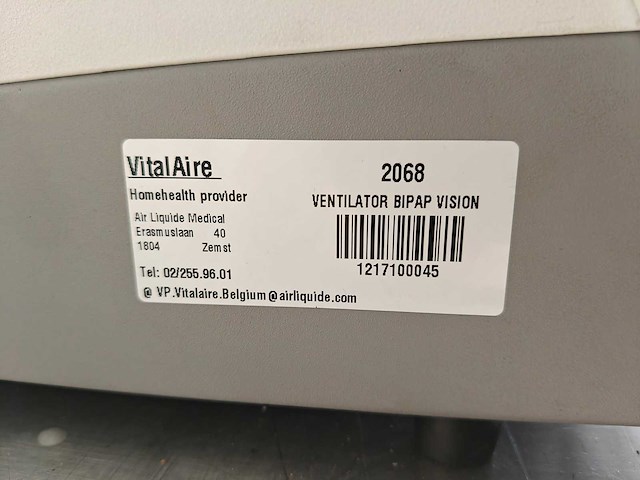 VitalAire
Homehealth provider
Air Liquide Medical
Erasmuslaan 40
1804 Zemst
Tel: 02/255.96.01
@ VP.Vitalaire.Belgium@airliquide.com
2068
VENTILATOR BIPAP VISION
1217100045